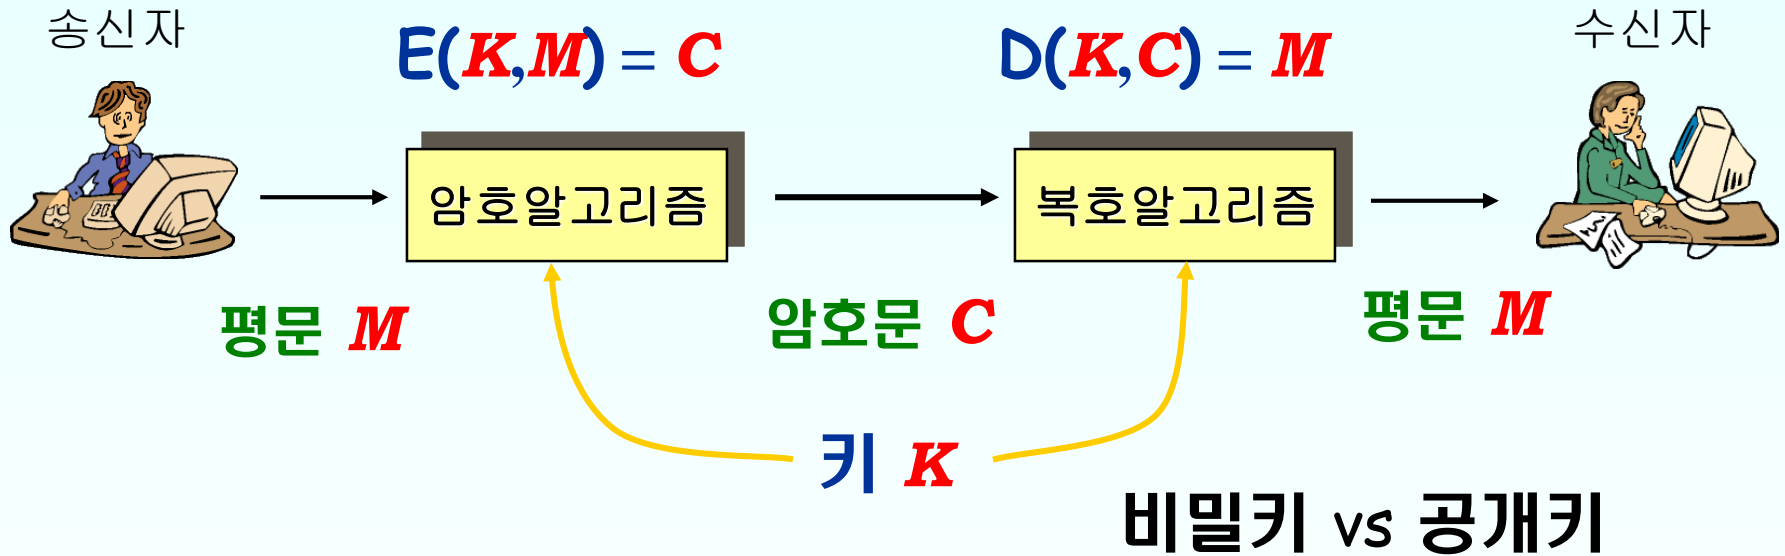 송신자
E(K,M) = C
D(K,C) = M
수신자
암호알고리즘
복호알고리즘
평문 M
암호문 C
평문 M
키 K
비밀키 vs 공개키